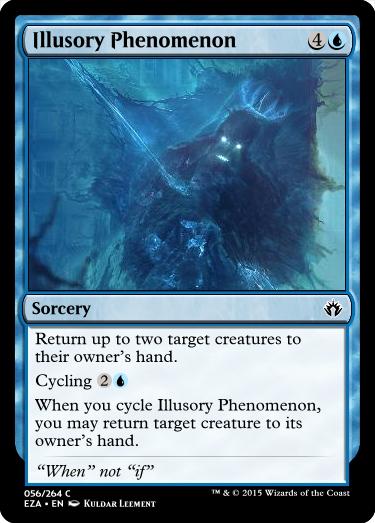 Illusory Phenomenon 4
Sorcery
Return up to two target creatures to
their owner's hand.
Cycling 2
When you cycle Illusory Phenomenon,
you may return target creature to its
owner's hand.
“When” not “if”
056/264 C
EZA • EN KULDAR LEEMENT
™ & © 2015 Wizards of the Coast